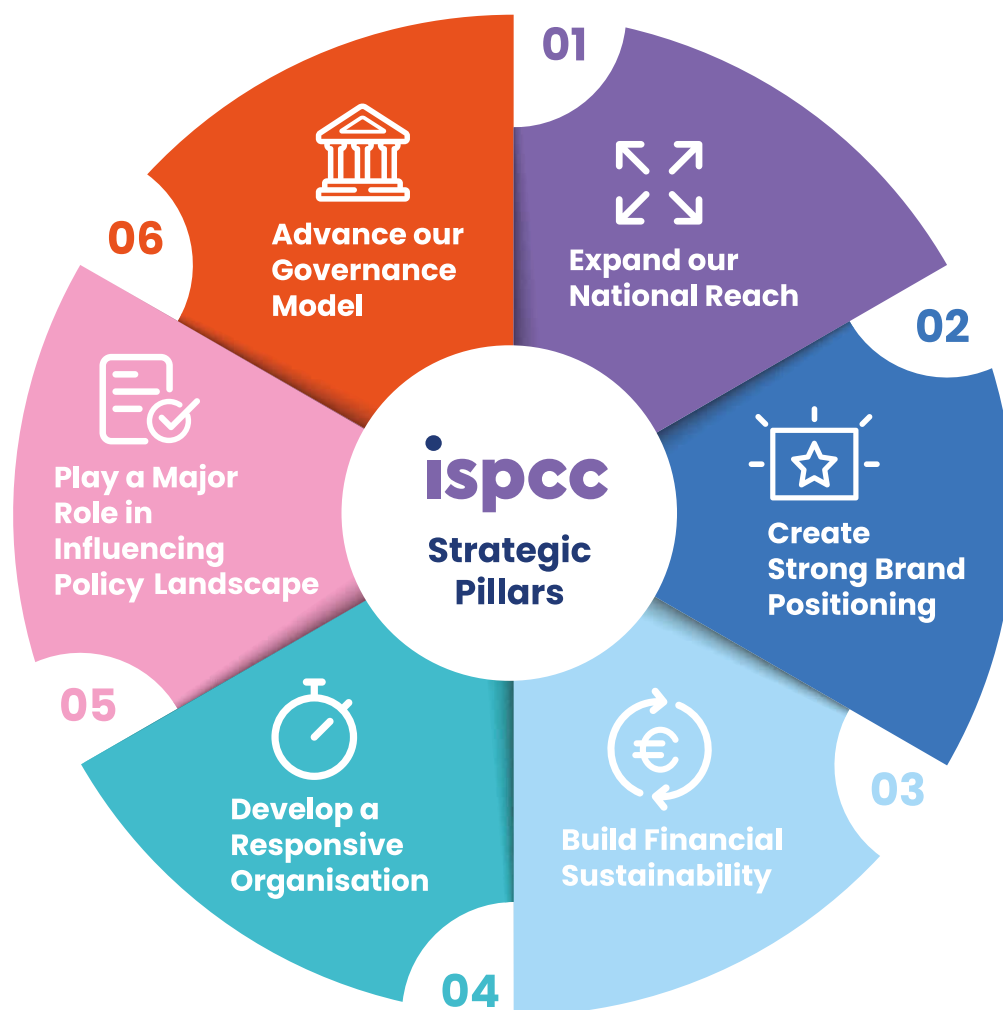 ispcc
Strategic
Pillars
01
Expand our
National Reach
02
Create
Strong Brand
Positioning
03
Build Financial
Sustainability
04
Develop a
Responsive
Organisation
05
Play a Major
Role in
Influencing
Policy Landscape
06
Advance our
Governance
Model